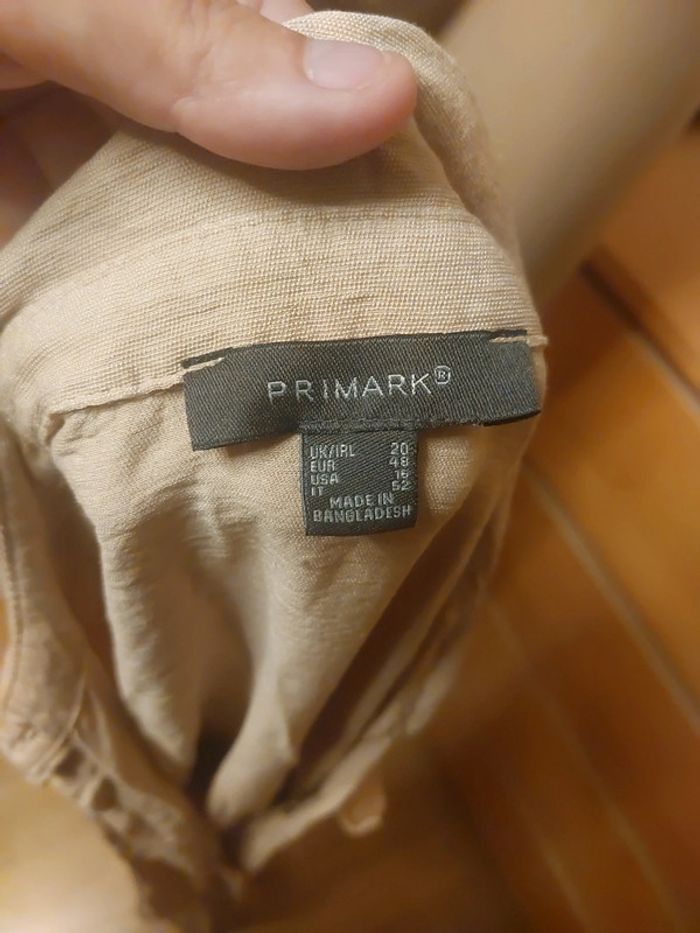 PRIMARK®
UK/IRL 20
EUR 48
USA 16
IT 52
MADE IN
BANGLADESH